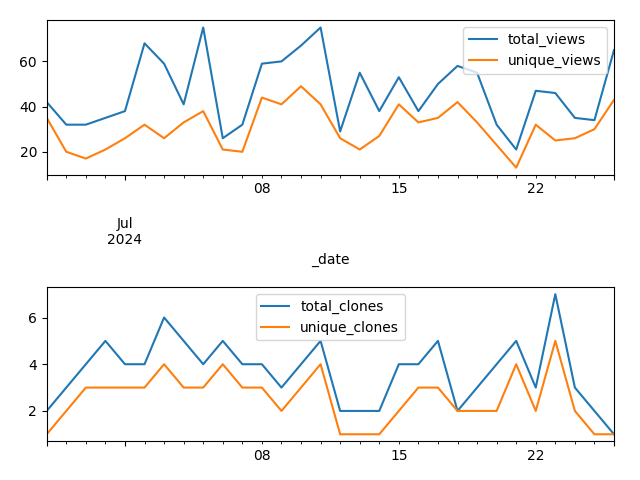 total_views
unique_views
60
40
20
08
15
22
Jul
2024
_date
total_clones
unique_clones
6
4
2
08
15
22